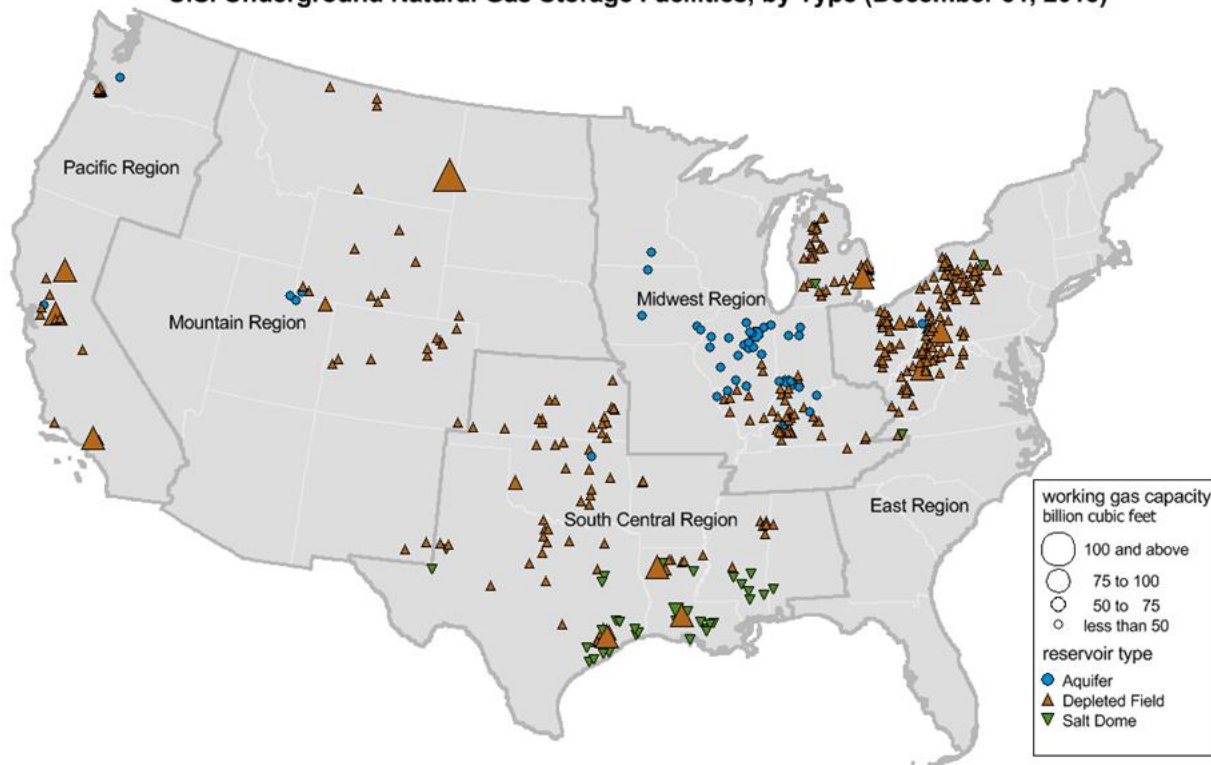 Pacific Region
Mountain Region
Midwest Region
South Central Region
East Region
working gas capacity
billion cubic feet
100 and above
75 to 100
50 to 75
less than 50
reservoir type
Aquifer
Depleted Field
Salt Dome